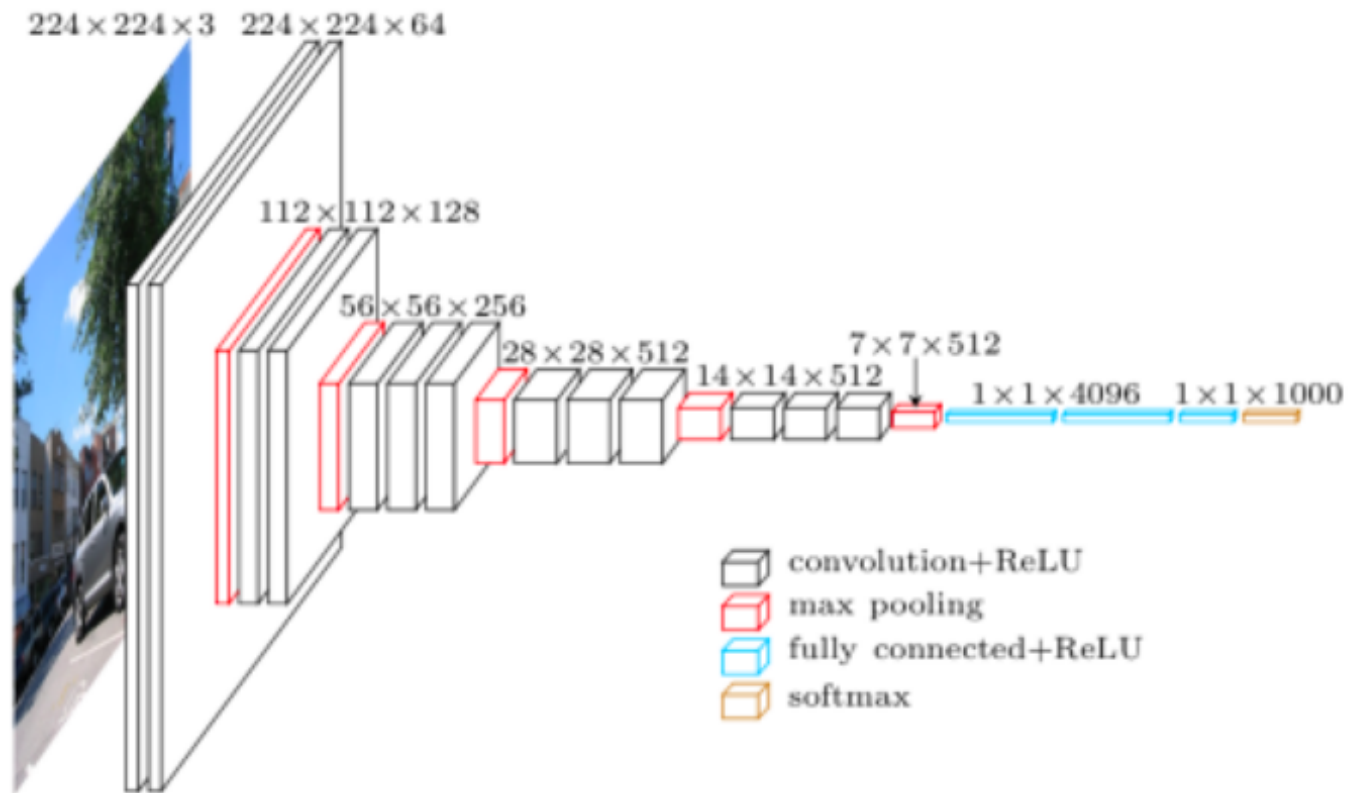 224×224×3
224×224×64
112×112×128
56×56×256
28×28×512
14×14×512
7×7×512
1×1×4096
1×1×1000
convolution+ReLU
max pooling
fully connected+ReLU
softmax